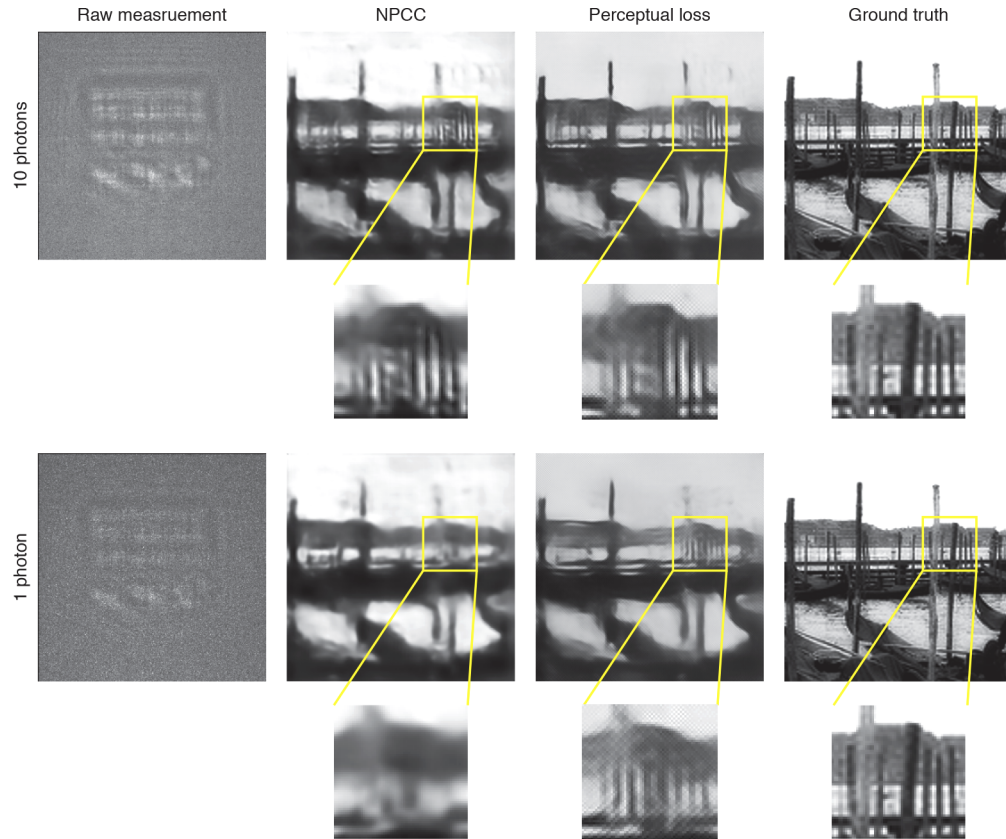 Raw measruement
NPCC
Perceptual loss
Ground truth
10 photons
1 photon